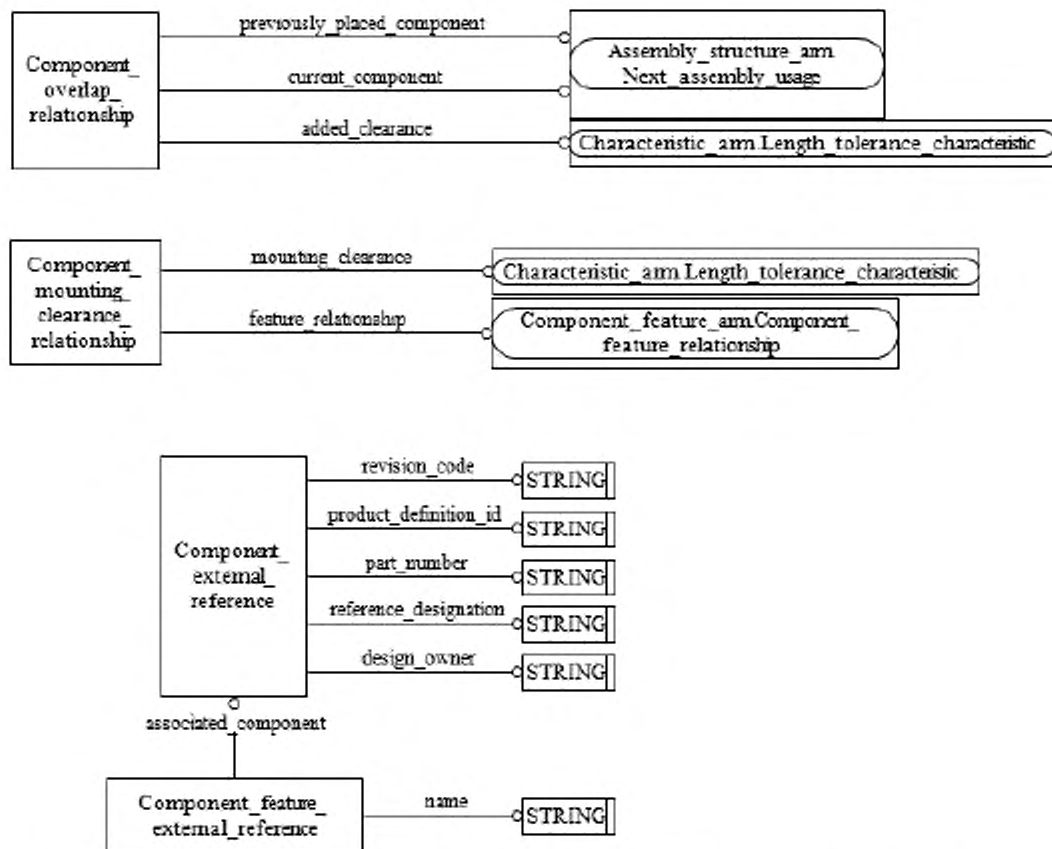 Component_
overlap_
relationship
previously_placed_component
current_component
added_clearance
Assembly_structure_arm.
Next_assembly_usage
Characteristic_arm.Length_tolerance_characteristic
Component_
mounting_
clearance_
relationship
mounting_clearance
feature_relationship
Characteristic_arm.Length_tolerance_characteristic
Component_feature_arm.Component_
feature_relationship
Component_
external_
reference
revision_code
STRING
product_definition_id
STRING
part_number
STRING
reference_designation
STRING
design_owner
STRING
associated_component
Component_feature_
external_reference
name
STRING